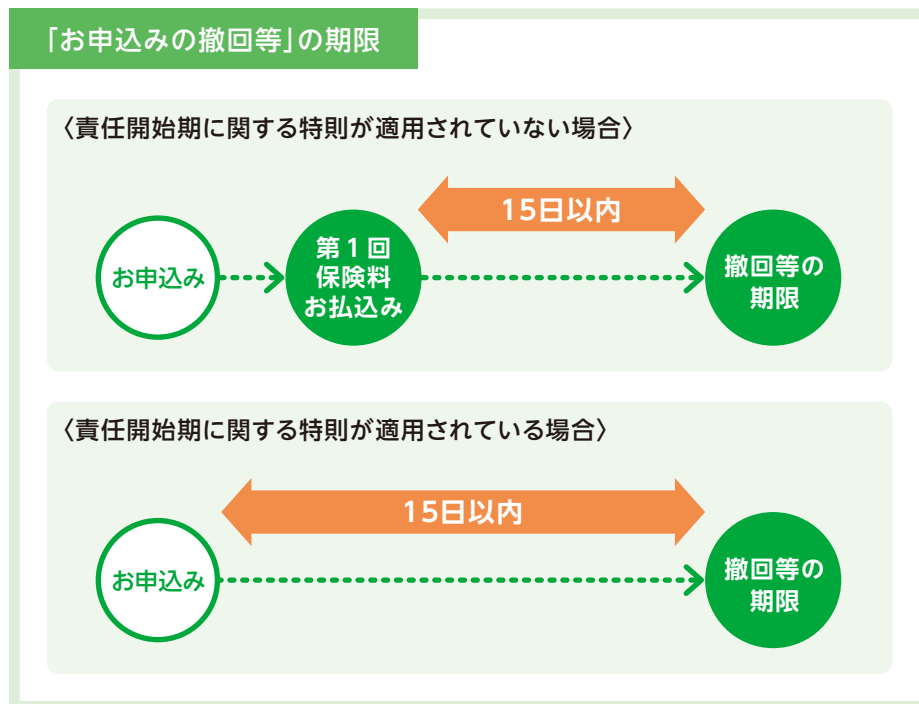 「お申込みの撤回等」の期限
〈責任開始期に関する特則が適用されていない場合〉
15日以内
お申込み
第1回
保険料
お払込み
撤回等の
期限
〈責任開始期に関する特則が適用されている場合〉
15日以内
お申込み
撤回等の
期限